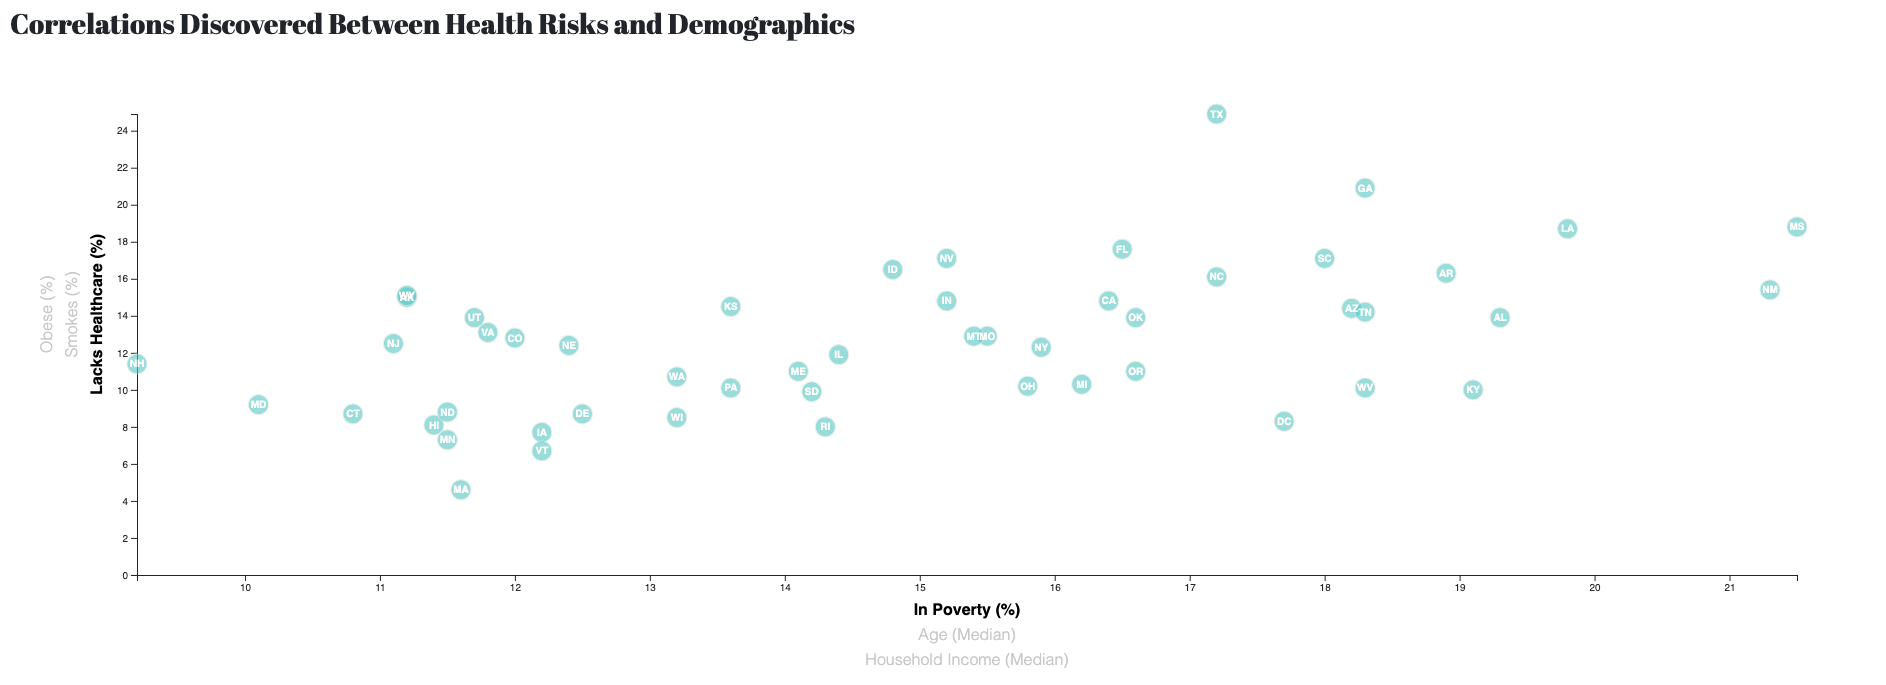 Correlations Discovered Between Health Risks and Demographics
Obese (%)
Smokes (%)
Lacks Healthcare (%)
24
22
20
18
16
14
12
10
8
6
4
2
0
TX
GA
MS
LA
FL
NV
SC
ID
AR
NC
NM
WY
AK
IN
CA
KS
AZ
TN
UT
OK
AL
VA
MT
MO
CO
NJ
NE
NY
IL
NH
ME
OR
WA
MI
OH
PA
WV
SD
KY
MD
ND
CT
DE
WI
DC
HI
RI
MN
IA
VT
MA
10 11 12 13 14 15 16 17 18 19 20 21
In Poverty (%)
Age (Median)
Household Income (Median)